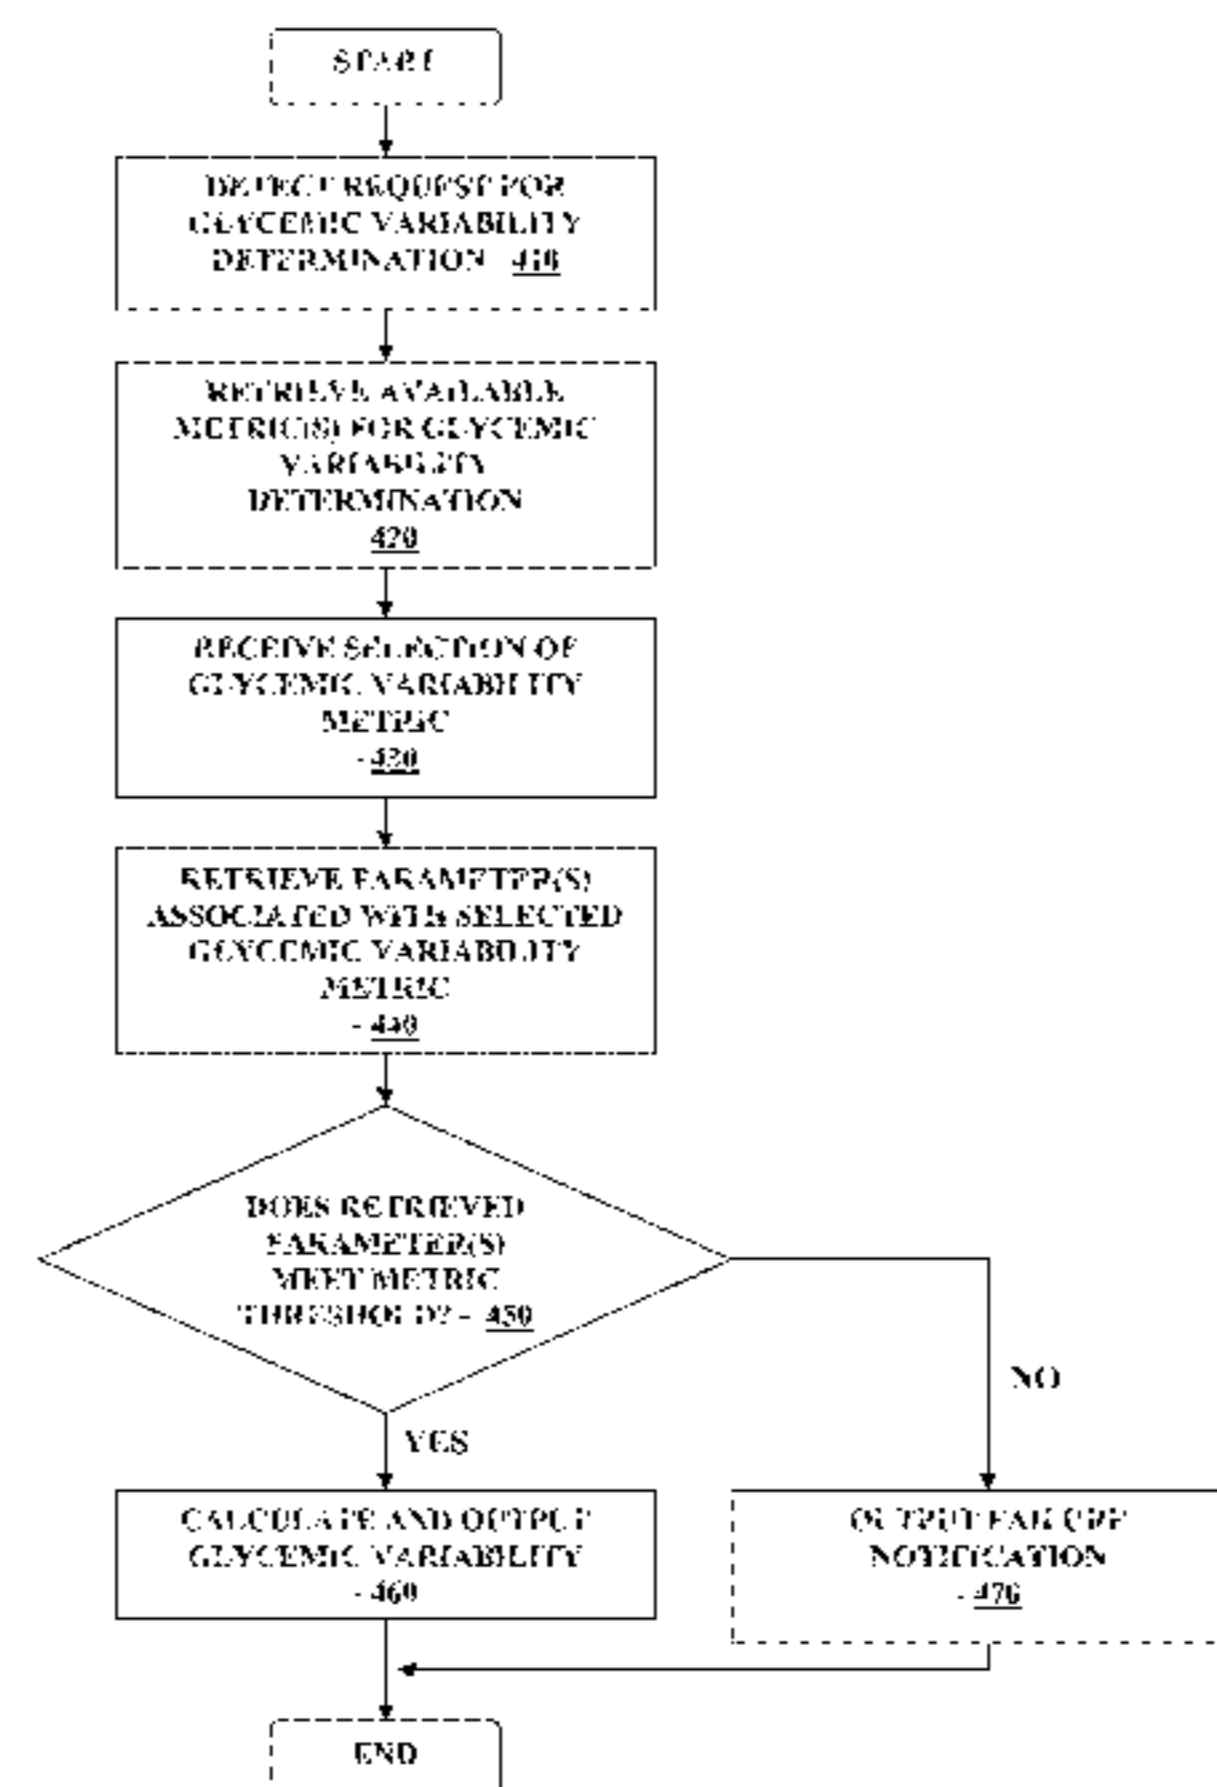 START
DETECT REQUEST FOR
GLYCEMIC VARIABILITY
DETERMINATION 410
RETRIEVE AVAILABLE
METRIC(S) FOR GLYCEMIC
VARIABILITY
DETERMINATION
420
RECEIVE SELECTION OF
GLYCEMIC VARIABILITY
METRIC
- 430
RETRIEVE PARAMETER(S)
ASSOCIATED WITH SELECTED
GLYCEMIC VARIABILITY
METRIC
- 440
DOES RETRIEVED
PARAMETER(S)
MEET METRIC
THRESHOLD? - 450
NO
YES
CALCULATE AND OUTPUT
GLYCEMIC VARIABILITY
- 460
OUTPUT FAILURE
NOTIFICATION
- 470
END